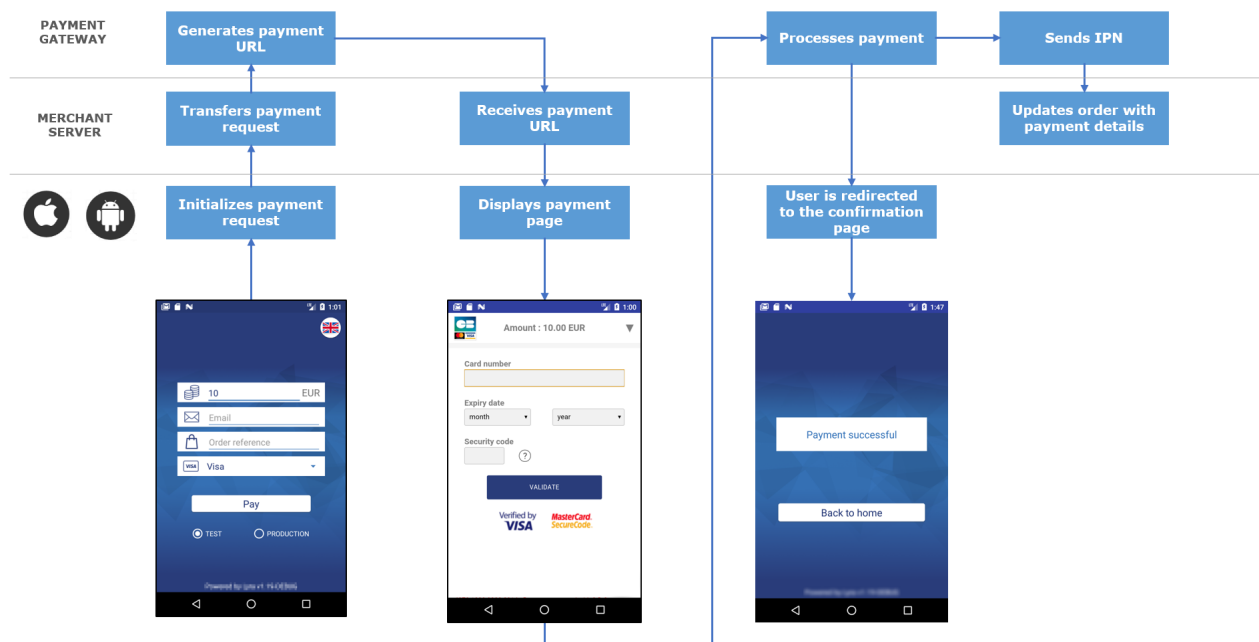 PAYMENT
GATEWAY
Generates payment
URL
Processes payment
Sends IPN
MERCHANT
SERVER
Transfers payment
request
Receives payment
URL
Updates order with
payment details
Initializes payment
request
Displays payment
page
User is redirected
to the confirmation
page
1:01
10
EUR
Email
Order reference
VISA
Visa
Pay
TEST
PRODUCTION
1:00
CB
VISA
Amount : 10.00 EUR
Card number
Expiry date
month
year
Security code
?
VALIDATE
Verified by
VISA
MasterCard.
SecureCode.
1:47
Payment successful
Back to home